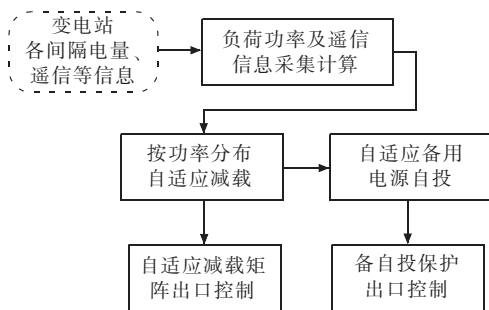 变电站
各间隔电量、
遥信等信息
负荷功率及遥信
信息采集计算
按功率分布
自适应减载
自适应备用
电源自投
自适应减载矩
阵出口控制
备自投保护
出口控制